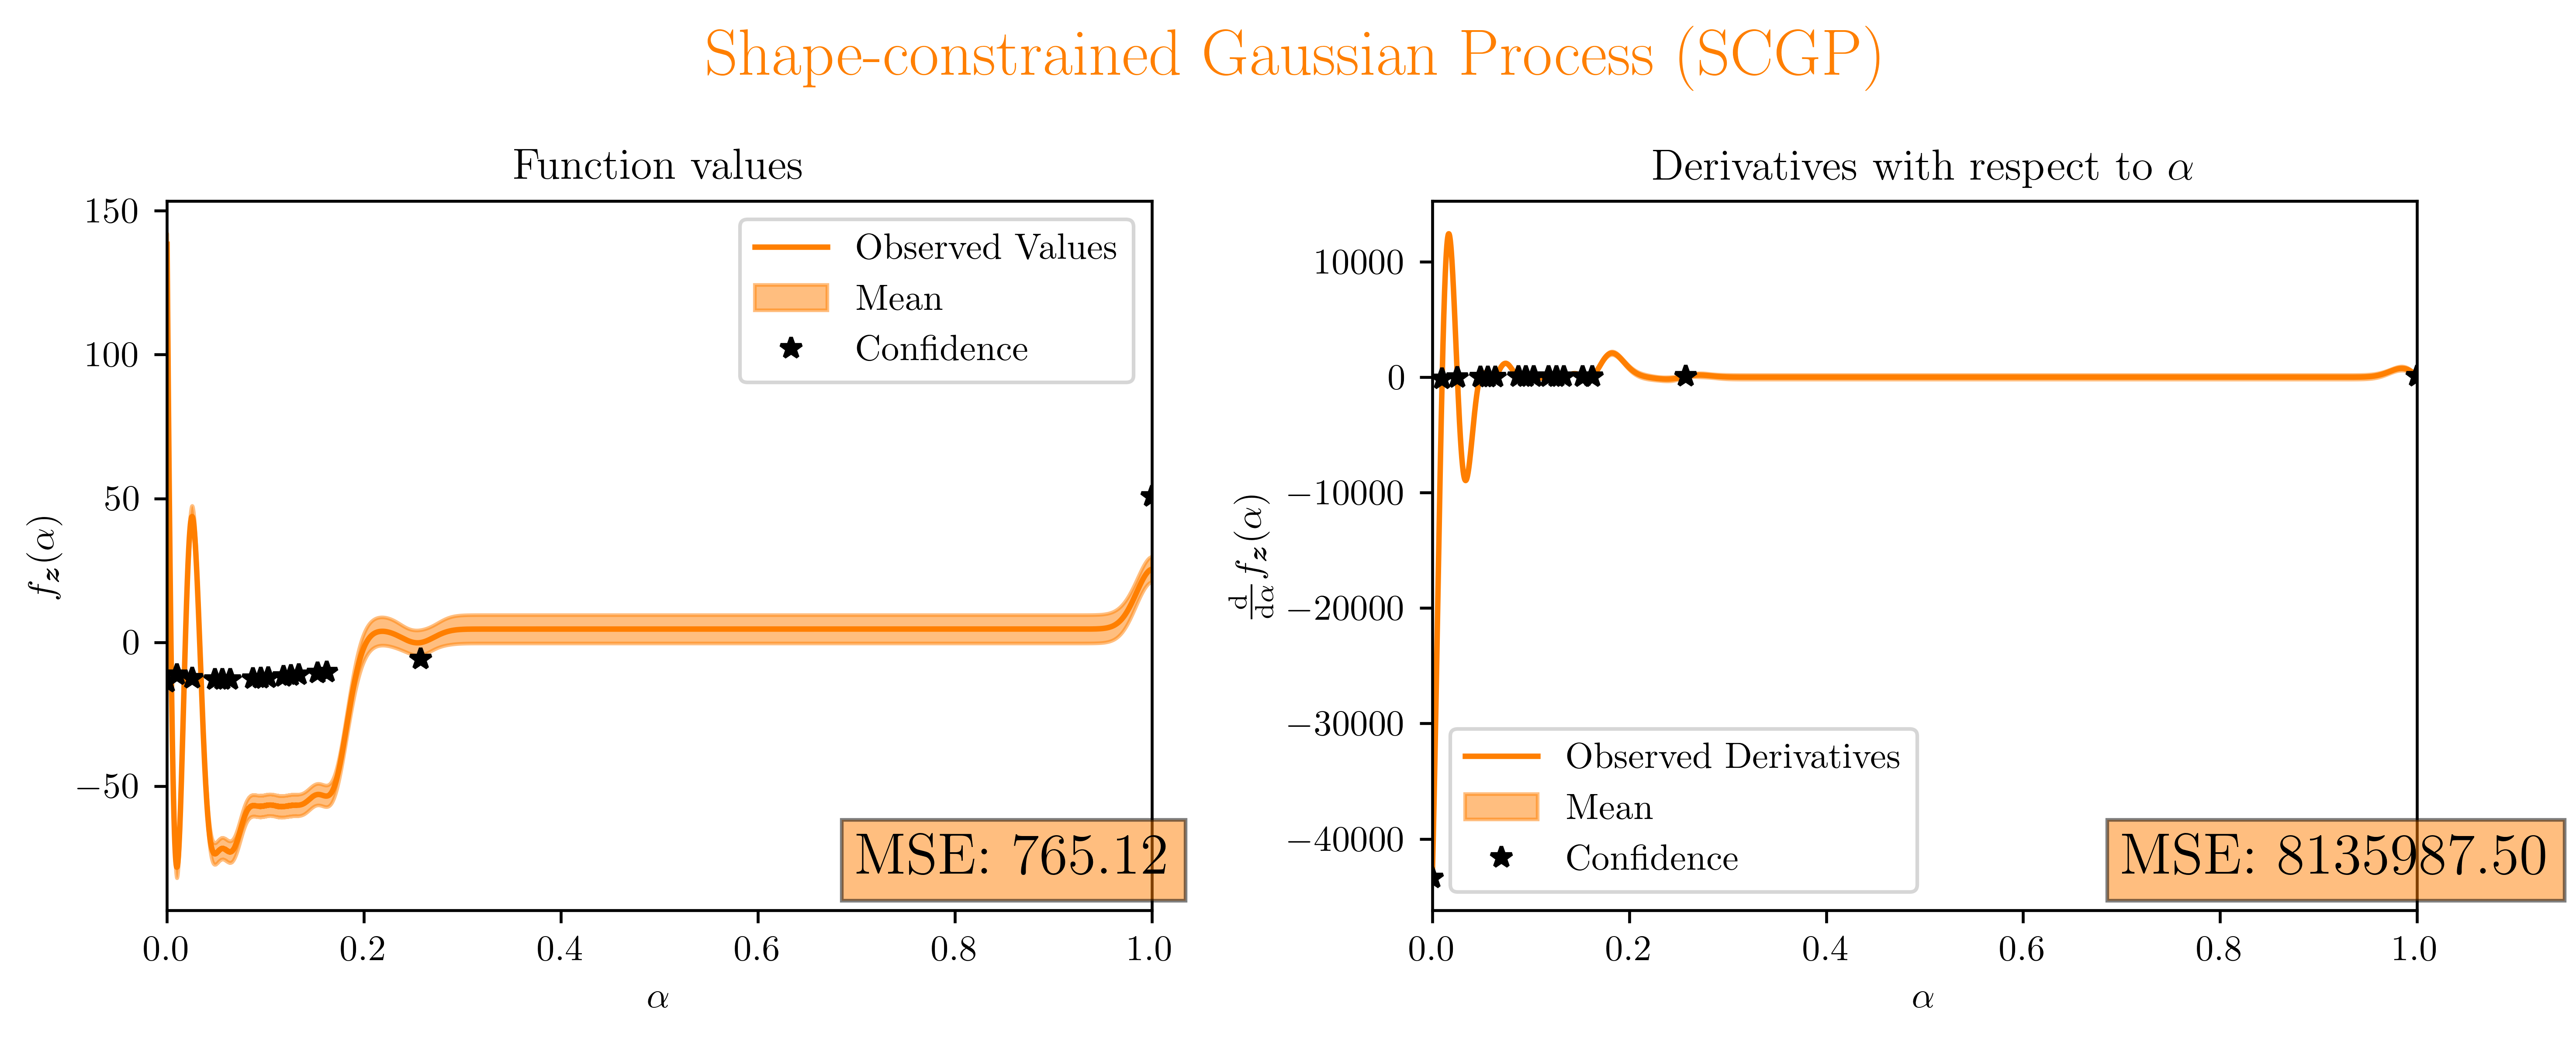 Shape-constrained Gaussian Process (SCGP)
Function values
150
100
50
0
−50
f_z(α)
Observed Values
Mean
Confidence
MSE: 765.12
0.0 0.2 0.4 0.6 0.8 1.0
α
Derivatives with respect to α
10000
0
−10000
−20000
−30000
−40000
d/dα f_z(α)
Observed Derivatives
Mean
Confidence
MSE: 8135987.50
0.0 0.2 0.4 0.6 0.8 1.0
α